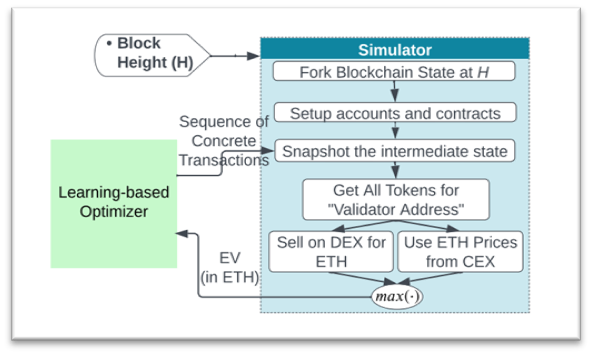 • Block
Height (H)
Simulator
Fork Blockchain State at H
Setup accounts and contracts
Sequence of
Concrete
Transactions
Snapshot the intermediate state
Learning-based
Optimizer
Get All Tokens for
"Validator Address"
Sell on DEX for
ETH
Use ETH Prices
from CEX
EV
(in ETH)
max(·)